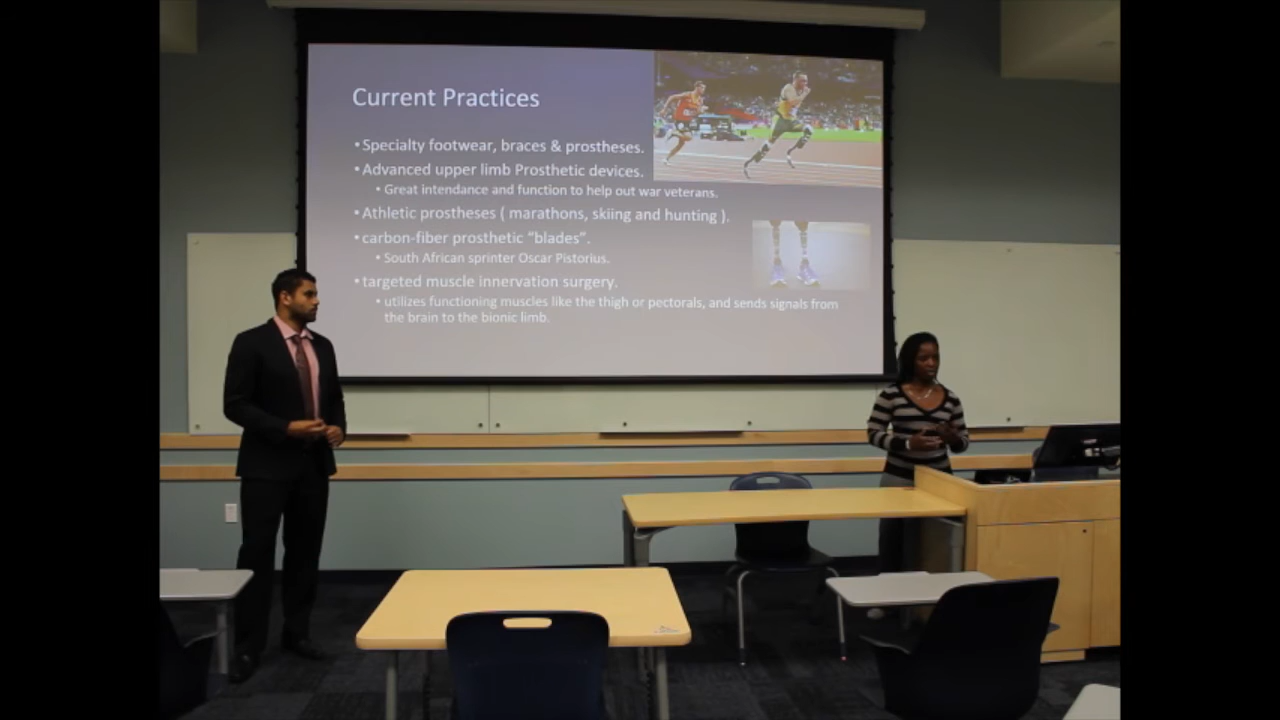 Current Practices
• Specialty footwear, braces & prostheses.
• Advanced upper limb Prosthetic devices.
• Great intendance and function to help out war veterans.
• Athletic prostheses ( marathons, skiing and hunting ).
• carbon-fiber prosthetic “blades”.
• South African sprinter Oscar Pistorius.
• targeted muscle innervation surgery.
• utilizes functioning muscles like the thigh or pectorals, and sends signals from
the brain to the bionic limb.